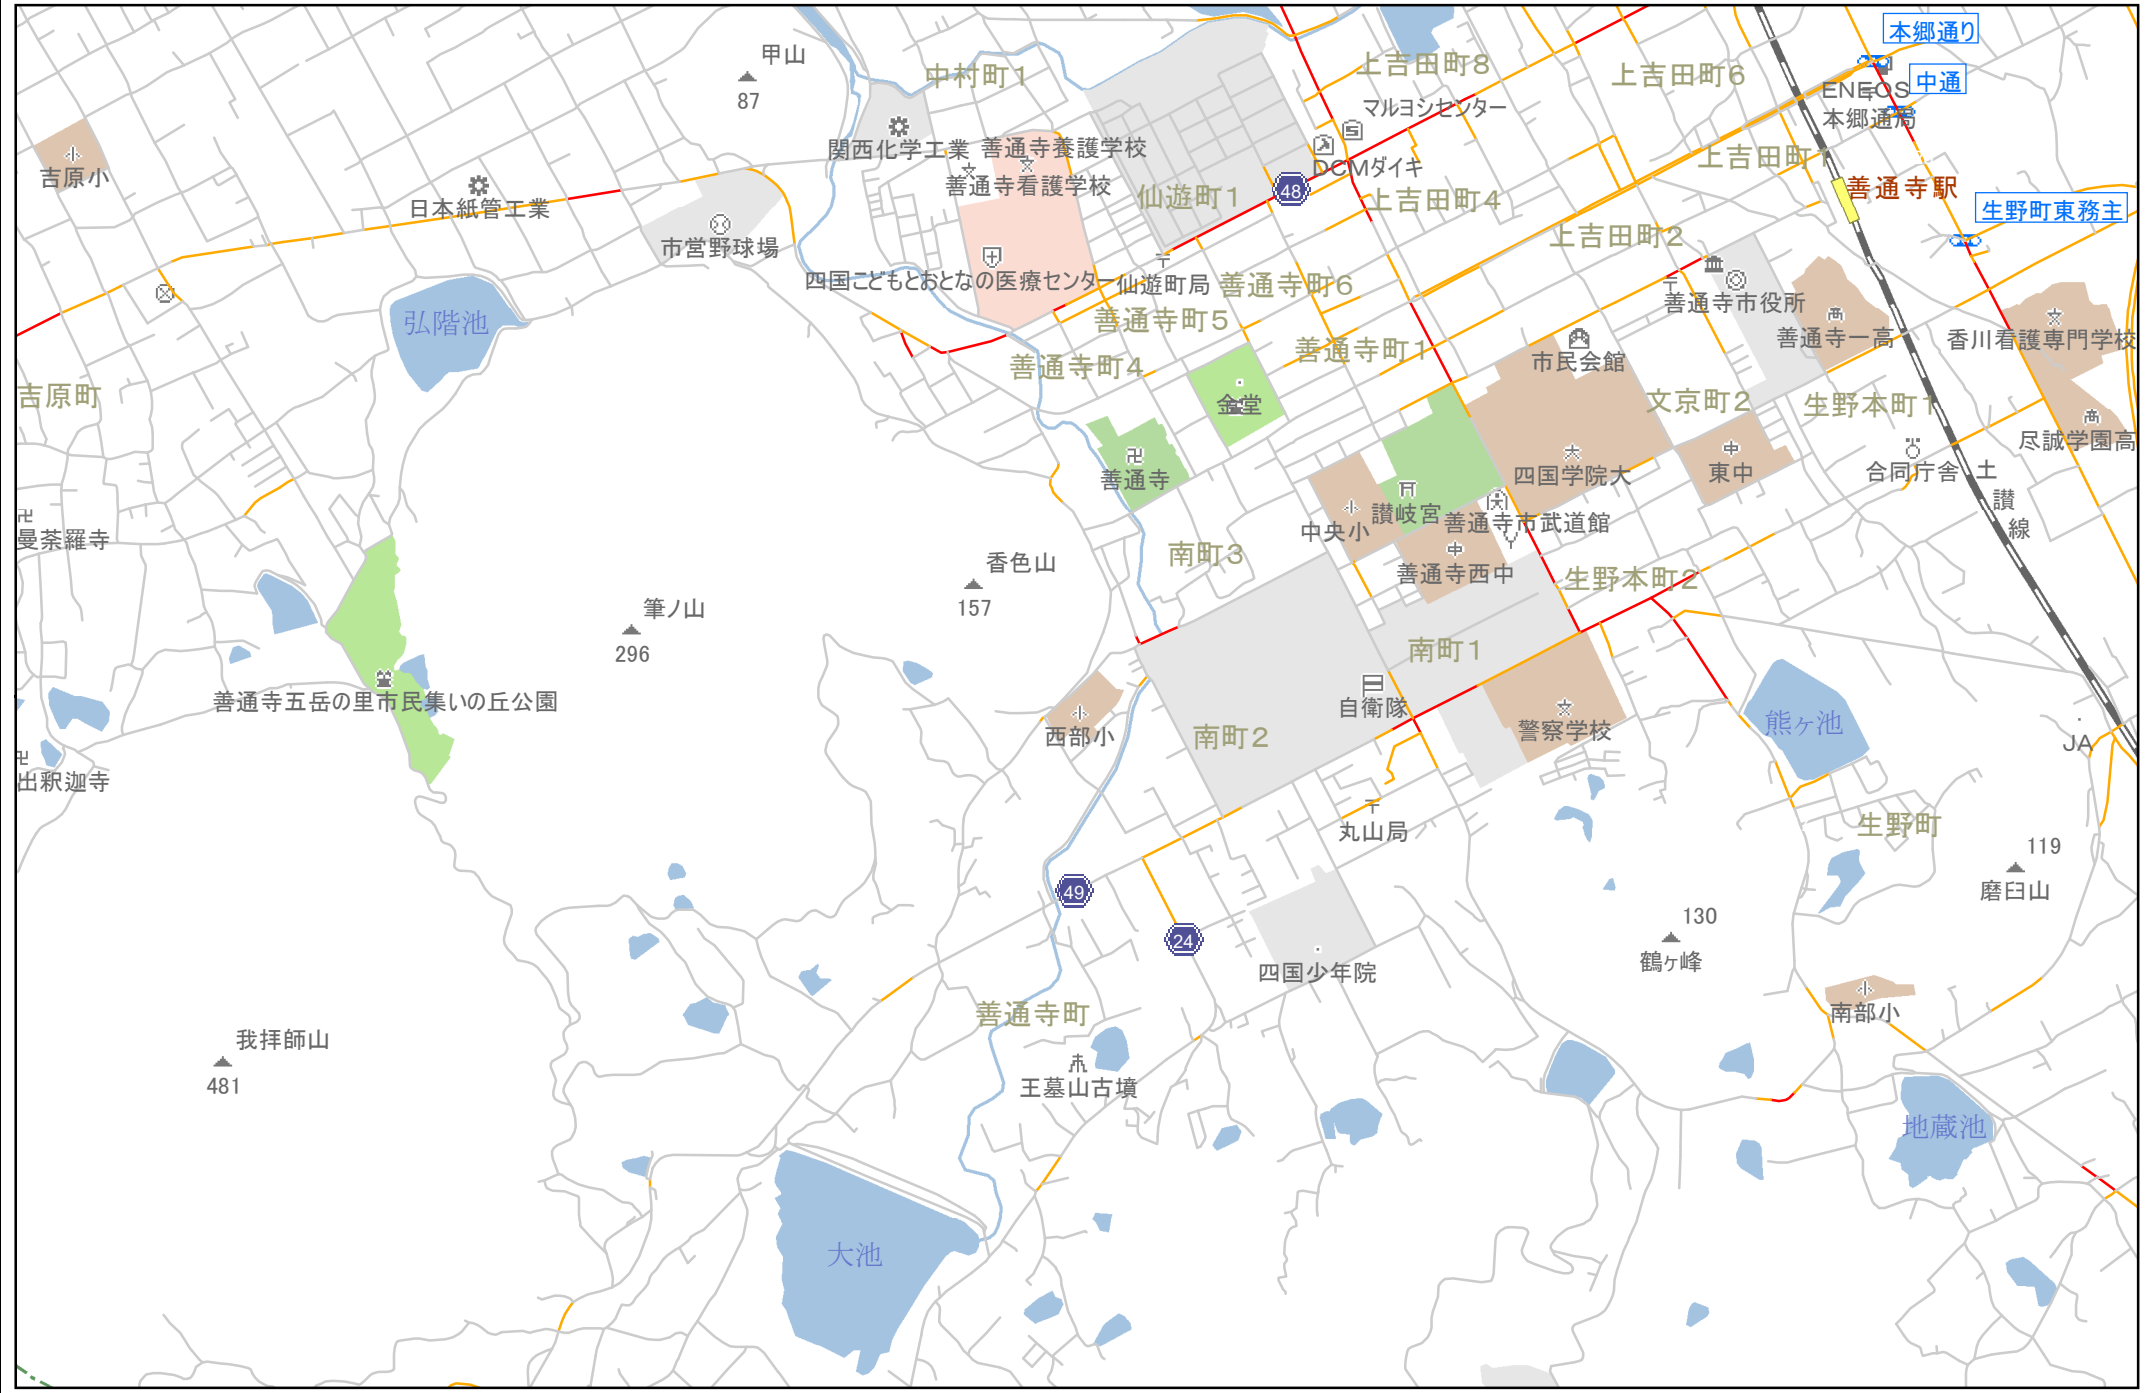 本郷通り
甲山
上吉田町8
中村町1
上吉田町6
中通
87
ENEOS
マルヨシセンター
本郷通局
関西化学工業
善通寺養護学校
上吉田町1
DCMダイキ
吉原小
善通寺看護学校
善通寺駅
仙遊町1
48
上吉田町4
日本紙管工業
生野町東務主
上吉田町2
市営野球場
四国こどもとおとなの医療センター
仙遊町局
善通寺町6
善通寺市役所
弘階池
善通寺町5
善通寺一高
香川看護専門学校
善通寺町1
市民会館
善通寺町4
吉原町
金堂
文京町2
生野本町1
尽誠学園高
善通寺
四国学院大
東中
合同庁舎
土
讃
線
讃岐宮
善通寺市武道館
中央小
曼荼羅寺
南町3
香色山
157
善通寺西中
生野本町2
筆ノ山
296
南町1
善通寺五岳の里市民集いの丘公園
自衛隊
熊ヶ池
西部小
南町2
警察学校
JA
出釈迦寺
丸山局
生野町
119
磨臼山
49
130
24
鶴ヶ峰
四国少年院
善通寺町
南部小
我拝師山
481
王墓山古墳
地蔵池
大池